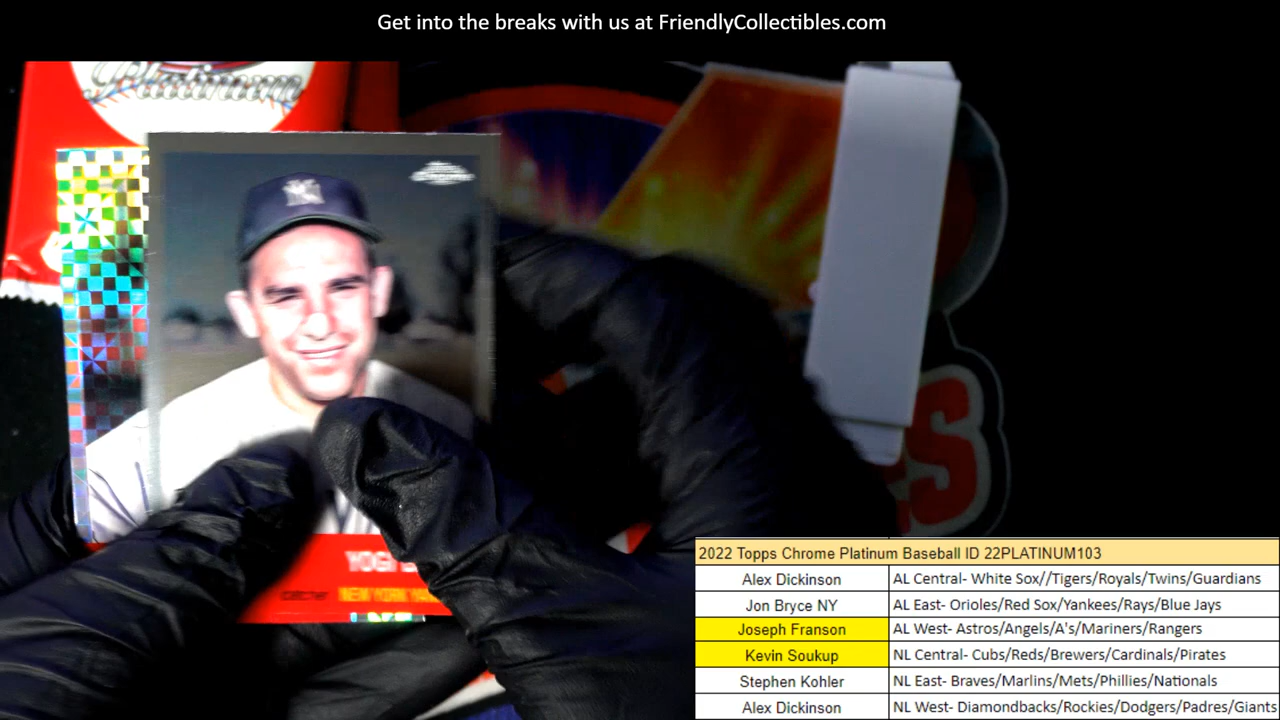 Get into the breaks with us at FriendlyCollectibles.com
Platinum
NY
YOGI
catcher NEW YORK
2022 Topps Chrome Platinum Baseball ID 22PLATINUM103
Alex Dickinson AL Central- White Sox//Tigers/Royals/Twins/Guardians
Jon Bryce NY AL East- Orioles/Red Sox/Yankees/Rays/Blue Jays
Joseph Franson AL West- Astros/Angels/A's/Mariners/Rangers
Kevin Soukup NL Central- Cubs/Reds/Brewers/Cardinals/Pirates
Stephen Kohler NL East- Braves/Marlins/Mets/Phillies/Nationals
Alex Dickinson NL West- Diamondbacks/Rockies/Dodgers/Padres/Giants